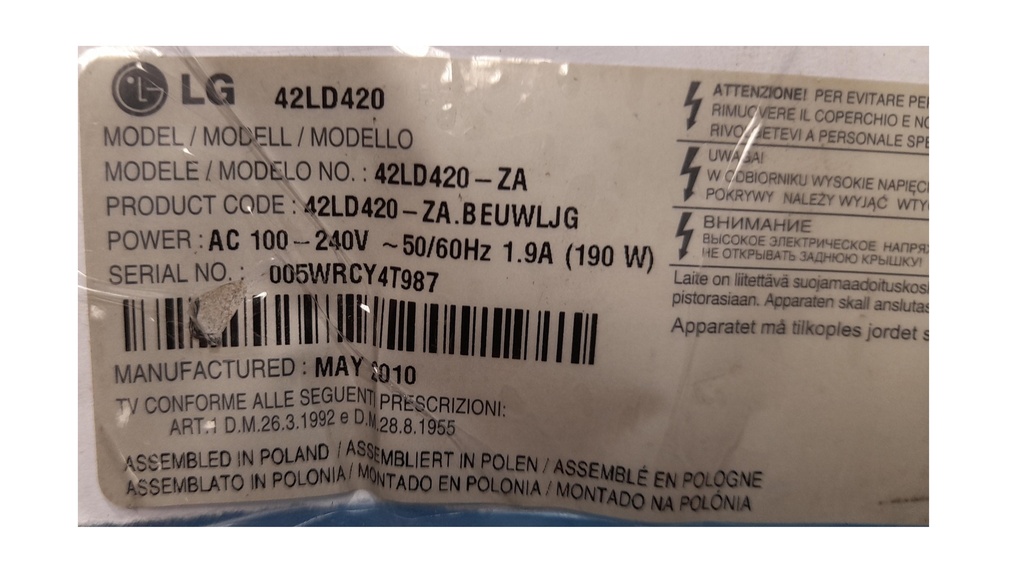 LG 42LD420
MODEL / MODELL / MODELLO
MODELE / MODELO NO. : 42LD420-ZA
PRODUCT CODE : 42LD420-ZA.BEUWLJG
POWER : AC 100-240V ~50/60Hz 1.9A (190 W)
SERIAL NO. : 005WRCY4T987
MANUFACTURED : MAY 2010
TV CONFORME ALLE SEGUENTI PRESCRIZIONI:
ART.1 D.M.26.3.1992 e D.M.28.8.1955
ASSEMBLED IN POLAND / ASSEMBLIERT IN POLEN / ASSEMBLÉ EN POLOGNE
ASSEMBLATO IN POLONIA / MONTADO EN POLONIA / MONTADO NA POLÓNIA
ATTENZIONE! PER EVITARE
RIMUOVERE IL COPERCHIO E
RIVOLGETEVI A PERSONALE
UWAGA!
W ODBIORNIKU WYSOKIE
POKRYWY NALEŻY WYJĄĆ
ВНИМАНИЕ
ВЫСОКОЕ ЭЛЕКТРИЧЕСКОЕ
НЕ ОТКРЫВАТЬ ЗАДНЮЮ КРЫШКУ!
Laite on liitettävä
pistorasiaan. Apparaten skall
Apparatet må tilkoples jordet